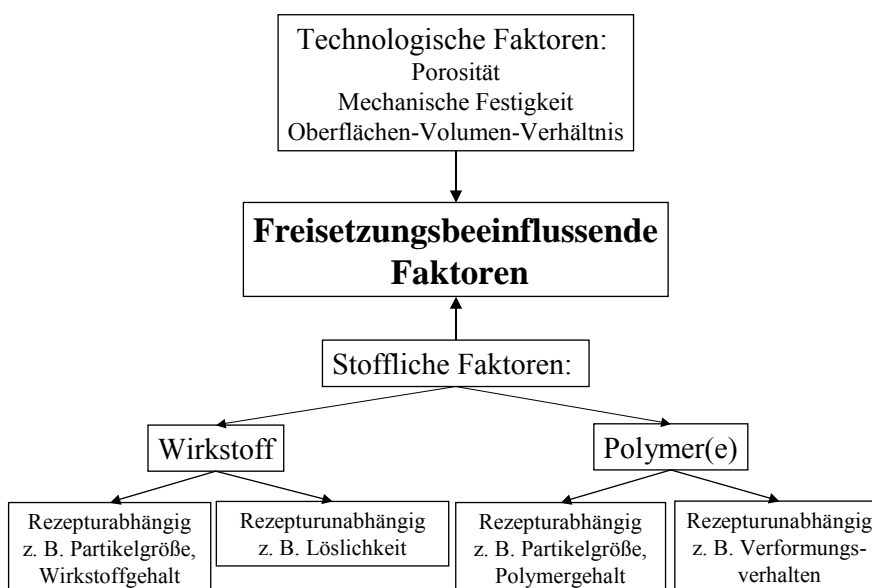 Technologische Faktoren:
Porosität
Mechanische Festigkeit
Oberflächen-Volumen-Verhältnis
Freisetzungsbeeinflussende
Faktoren
Stoffliche Faktoren:
Wirkstoff
Polymer(e)
Rezepturabhängig
z. B. Partikelgröße,
Wirkstoffgehalt
Rezepturunabhängig
z. B. Löslichkeit
Rezepturabhängig
z. B. Partikelgröße,
Polymergehalt
Rezepturunabhängig
z. B. Verformungs-
verhalten